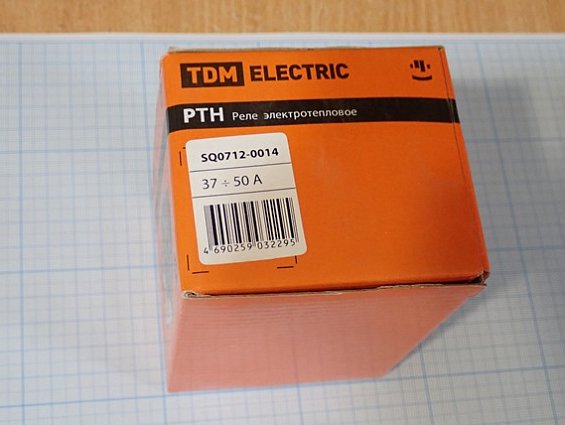 TDM ELECTRIC
РТН Реле электротепловое
SQ0712-0014
37 ÷ 50 A
4 690259 032295